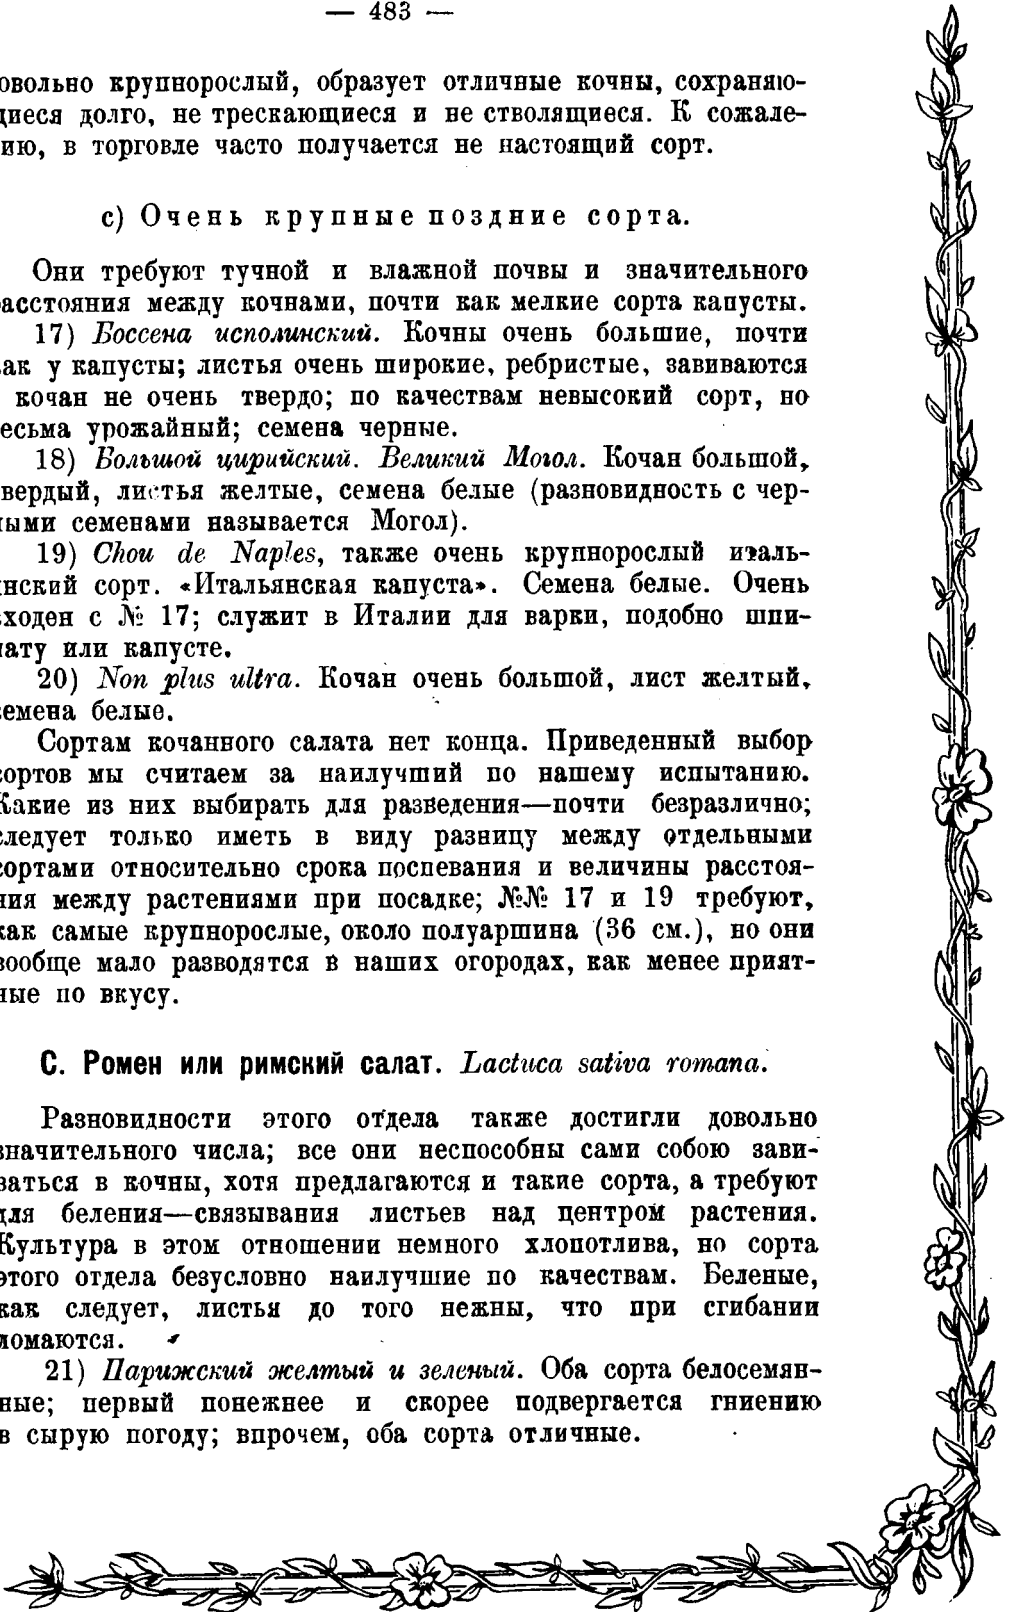 — 483 —
овольно крупнорослый, образует отличные кочны, сохраняю-
щиеся долго, не трескающиеся и не стволящиеся. К сожале-
ию, в торговле часто получается не настоящий сорт.
с) Очень крупные поздние сорта.
Они требуют тучной и влажной почвы и значительного
асстояния между кочнами, почти как мелкие сорта капусты.
17) Боссена исполинский. Кочны очень большие, почти
ак у капусты; листья очень широкие, ребристые, завиваются
кочан не очень твердо; по качествам невысокий сорт, но
есьма урожайный; семена черные.
18) Большой цирийский. Великий Могол. Кочан большой,
вердый, листья желтые, семена белые (разновидность с чер-
ными семенами называется Могол).
19) Chou de Naples, также очень крупнорослый италь-
нский сорт. «Итальянская капуста». Семена белые. Очень
сходен с № 17; служит в Италии для варки, подобно шпи-
нату или капусте.
20) Non plus ultra. Кочан очень большой, лист желтый,
семена белые.
Сортам кочанного салата нет конца. Приведенный выбор
сортов мы считаем за наилучший по нашему испытанию.
Какие из них выбирать для разведения—почти безразлично;
следует только иметь в виду разницу между отдельными
сортами относительно срока поспевания и величины расстоя-
ния между растениями при посадке; №№ 17 и 19 требуют,
как самые крупнорослые, около полуаршина (36 см.), но они
вообще мало разводятся в наших огородах, как менее прият-
ные по вкусу.
С. Ромен или римский салат. Lactuca sativa romana.
Разновидности этого отдела также достигли довольно
значительного числа; все они неспособны сами собою зави-
ваться в кочны, хотя предлагаются и такие сорта, а требуют
для беления—связывания листьев над центром растения.
Культура в этом отношении немного хлопотлива, но сорта
этого отдела безусловно наилучшие по качествам. Беленые,
как следует, листья до того нежны, что при сгибании
ломаются.
21) Парижский желтый и зеленый. Оба сорта белосемян-
ные; первый понежнее и скорее подвергается гниению
в сырую погоду; впрочем, оба сорта отличные.